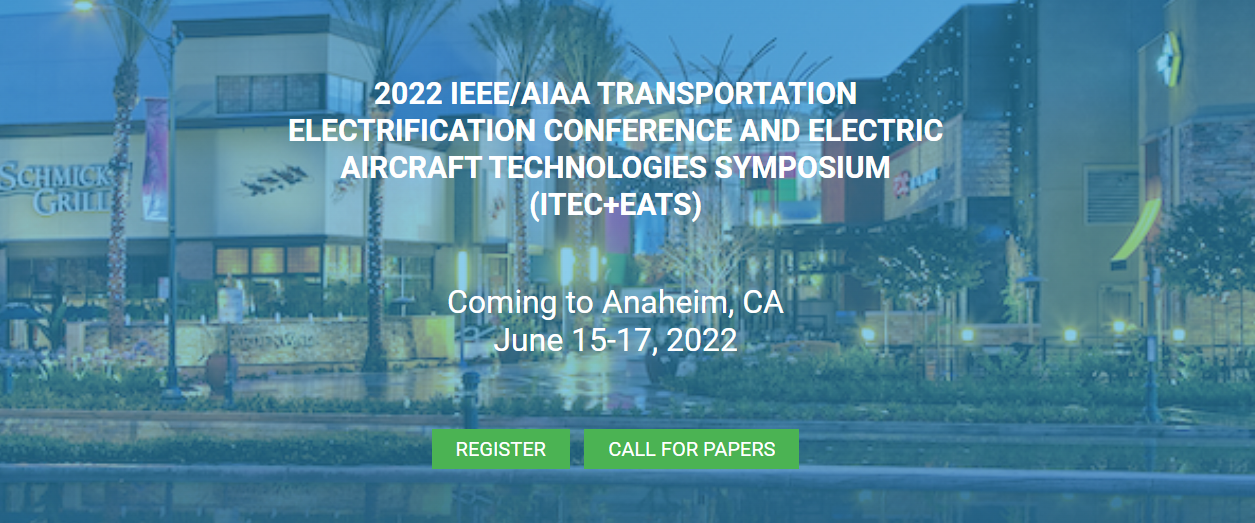 2022 IEEE/AIAA TRANSPORTATION
ELECTRIFICATION CONFERENCE AND ELECTRIC
AIRCRAFT TECHNOLOGIES SYMPOSIUM
(ITEC+EATS)
SCHMICK
GRILL
Coming to Anaheim, CA
June 15-17, 2022
REGISTER
CALL FOR PAPERS